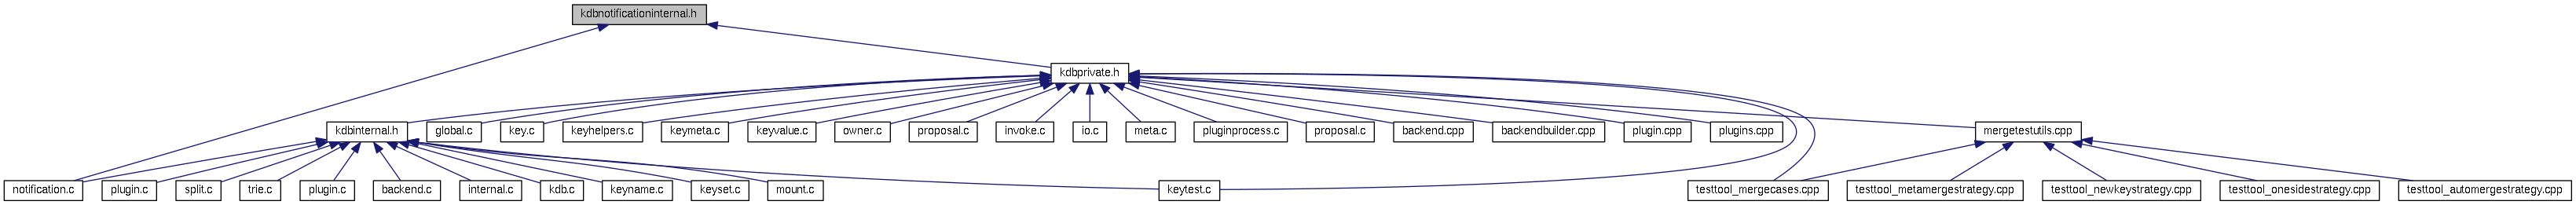 kdbnotificationinternal.h
kdbprivate.h
kdbinternal.h
global.c
key.c
keyhelpers.c
keymeta.c
keyvalue.c
owner.c
proposal.c
invoke.c
io.c
meta.c
pluginprocess.c
proposal.c
backend.cpp
backendbuilder.cpp
plugin.cpp
plugins.cpp
mergetestutils.cpp
notification.c
plugin.c
split.c
trie.c
plugin.c
backend.c
internal.c
kdb.c
keyname.c
keyset.c
mount.c
keytest.c
testtool_mergecases.cpp
testtool_metamergestrategy.cpp
testtool_newkeystrategy.cpp
testtool_onesidestrategy.cpp
testtool_automergestrategy.cpp